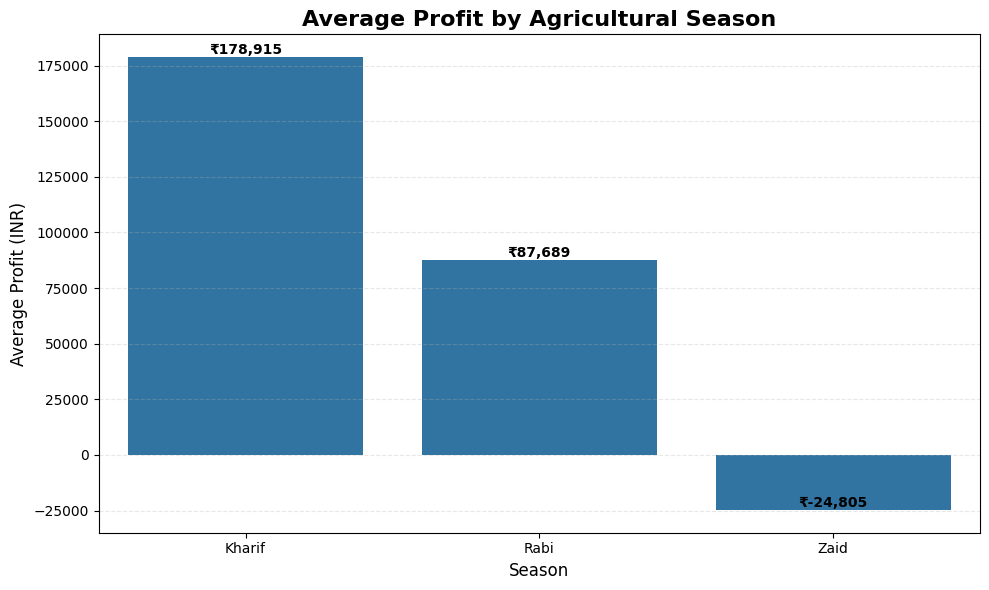 Average Profit by Agricultural Season
Average Profit (INR)
175000
150000
125000
100000
75000
50000
25000
0
−25000
₹178,915
₹87,689
₹-24,805
Kharif
Rabi
Zaid
Season